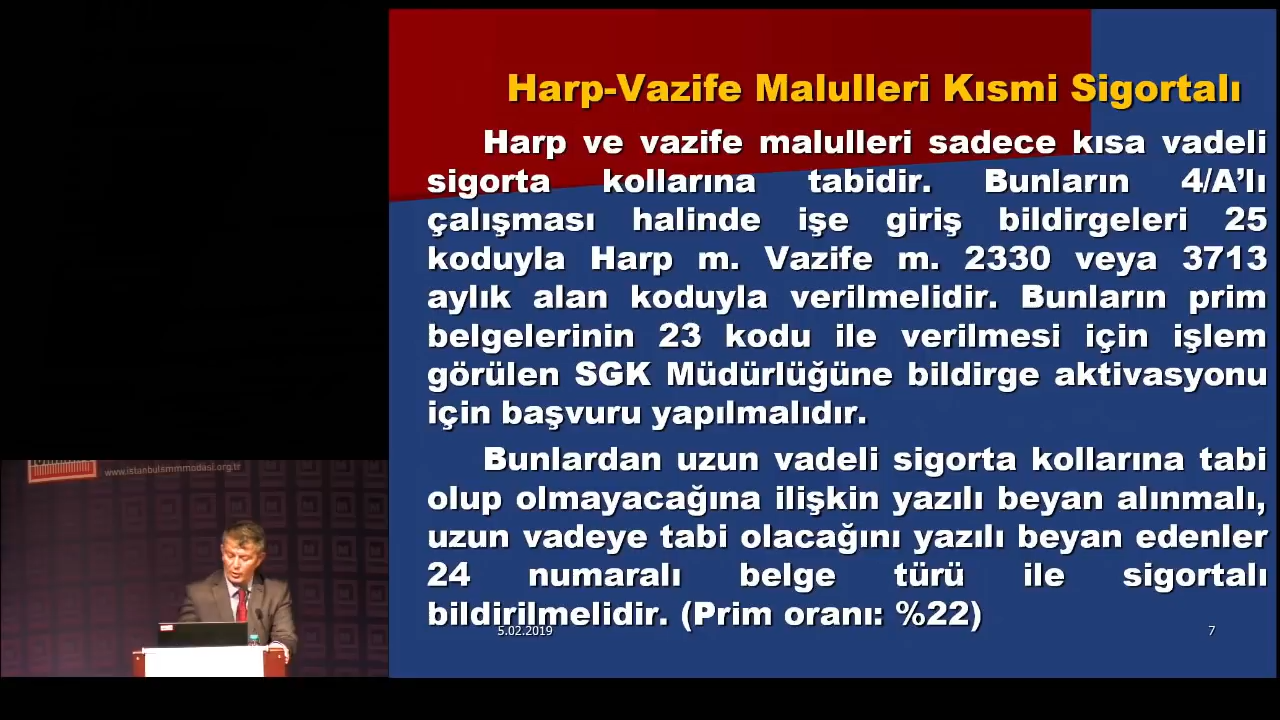 Harp-Vazife Malulleri Kısmi Sigortalı
Harp ve vazife malulleri sadece kısa vadeli
sigorta kollarına tabidir. Bunların 4/A’lı
çalışması halinde işe giriş bildirgeleri 25
koduyla Harp m. Vazife m. 2330 veya 3713
aylık alan koduyla verilmelidir. Bunların prim
belgelerinin 23 kodu ile verilmesi için işlem
görülen SGK Müdürlüğüne bildirge aktivasyonu
için başvuru yapılmalıdır.
Bunlardan uzun vadeli sigorta kollarına tabi
olup olmayacağına ilişkin yazılı beyan alınmalı,
uzun vadeye tabi olacağını yazılı beyan edenler
24 numaralı belge türü ile sigortalı
bildirilmelidir. (Prim oranı: %22)
5.02.2019
7
www.istanbulsmmmodasi.org.tr